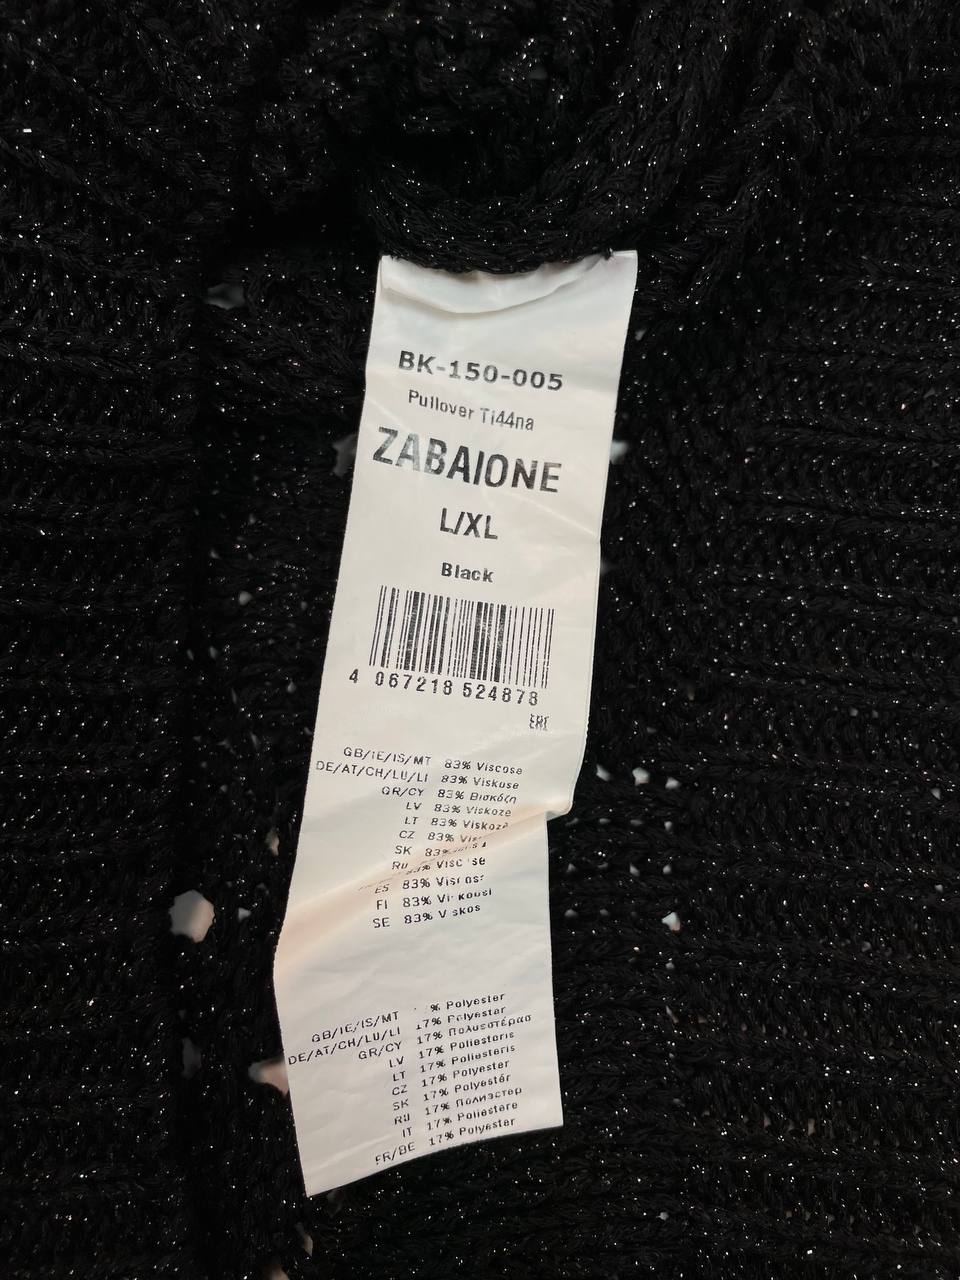 BK-150-005
Pullover Ti44na
ZABAIONE
L/XL
Black
4 067218 524878
EAC
GB/IE/IS/MT 83% Viscose
DE/AT/CH/LU/LI 83% Viskuse
GR/CY 83% Βισκόζη
LV 83% Viskoze
LT 83% Viskozė
CZ 83%
SK 83%
RU 83%
ES 83%
FI 83%
SE 83%
GB/IE/IS/MT % Polyester
DE/AT/CH/LU/LI 17% Polyester
GR/CY 17% Πολυεστέρας
LV 17% Poliesteris
LT 17% Poliesteris
CZ 17% Polyester
SK 17% Polyestér
RU 17% Полиэстер
IT 17% Poliestere
FR/BE 17% Polyester